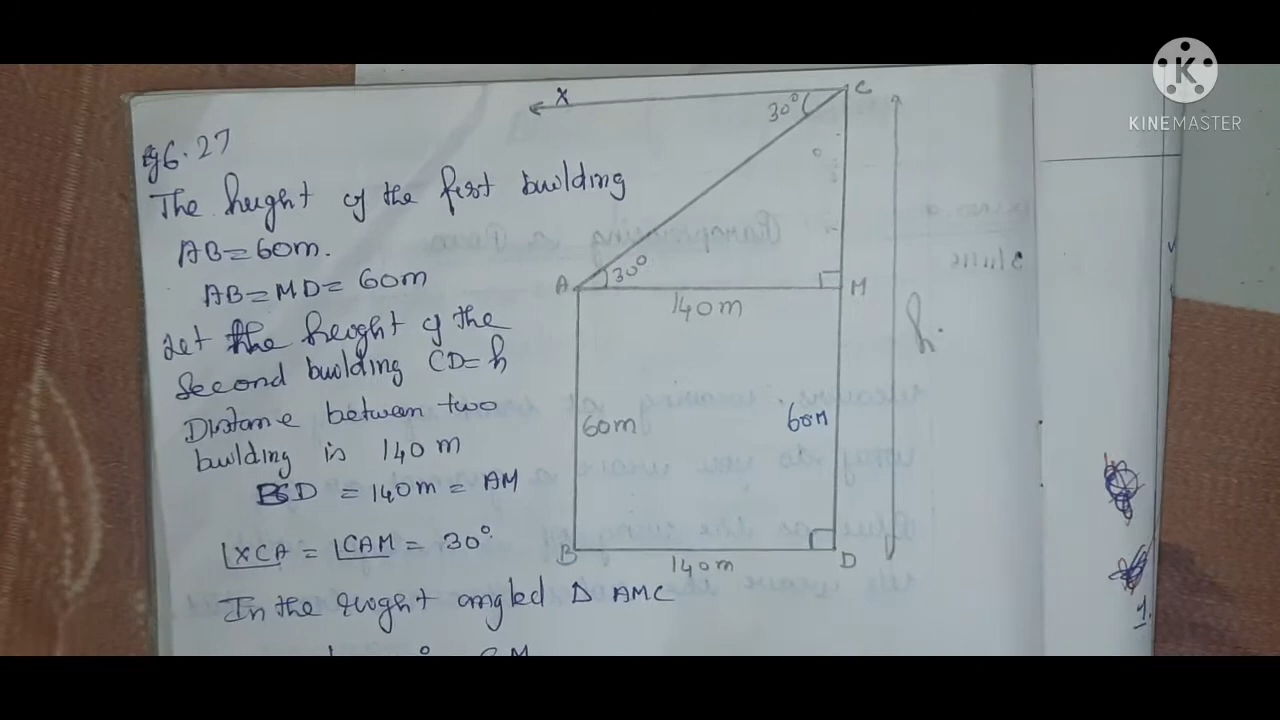 Eg 6.27
The height of the first building
AB = 60m.
AB = MD = 60m
Let the height of the
second building CD = h
Distance between two
building is 140 m
BD = 140m = AM
∠XCA = ∠CAM = 30°
In the right angled Δ AMC
X
30°
C
A
30°
140m
M
h.
60m
60M
B
140m
D
1.
K
KINEMASTER